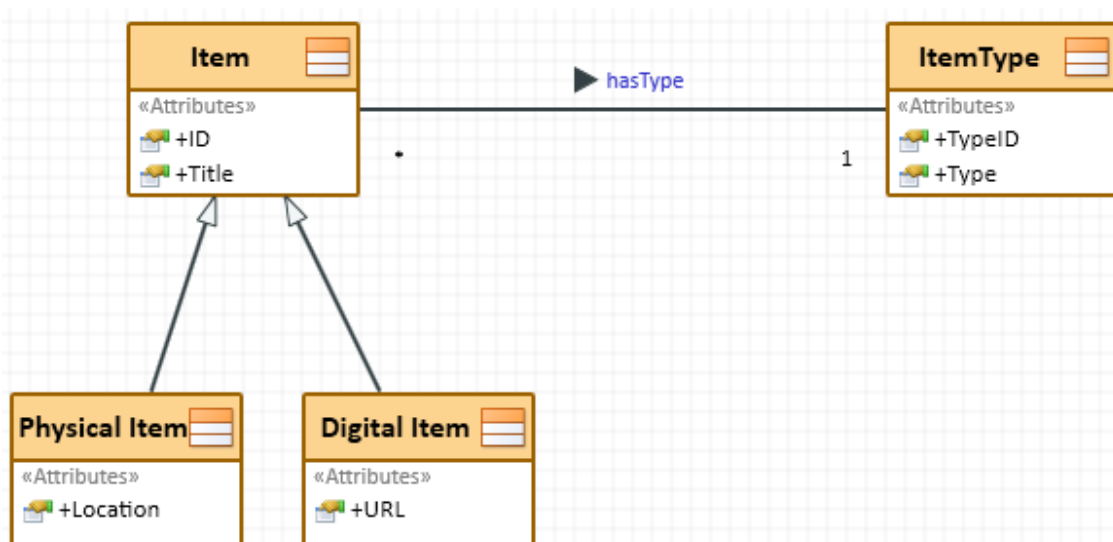 Item
«Attributes»
+ID
+Title
hasType
*
1
ItemType
«Attributes»
+TypeID
+Type
Physical Item
«Attributes»
+Location
Digital Item
«Attributes»
+URL